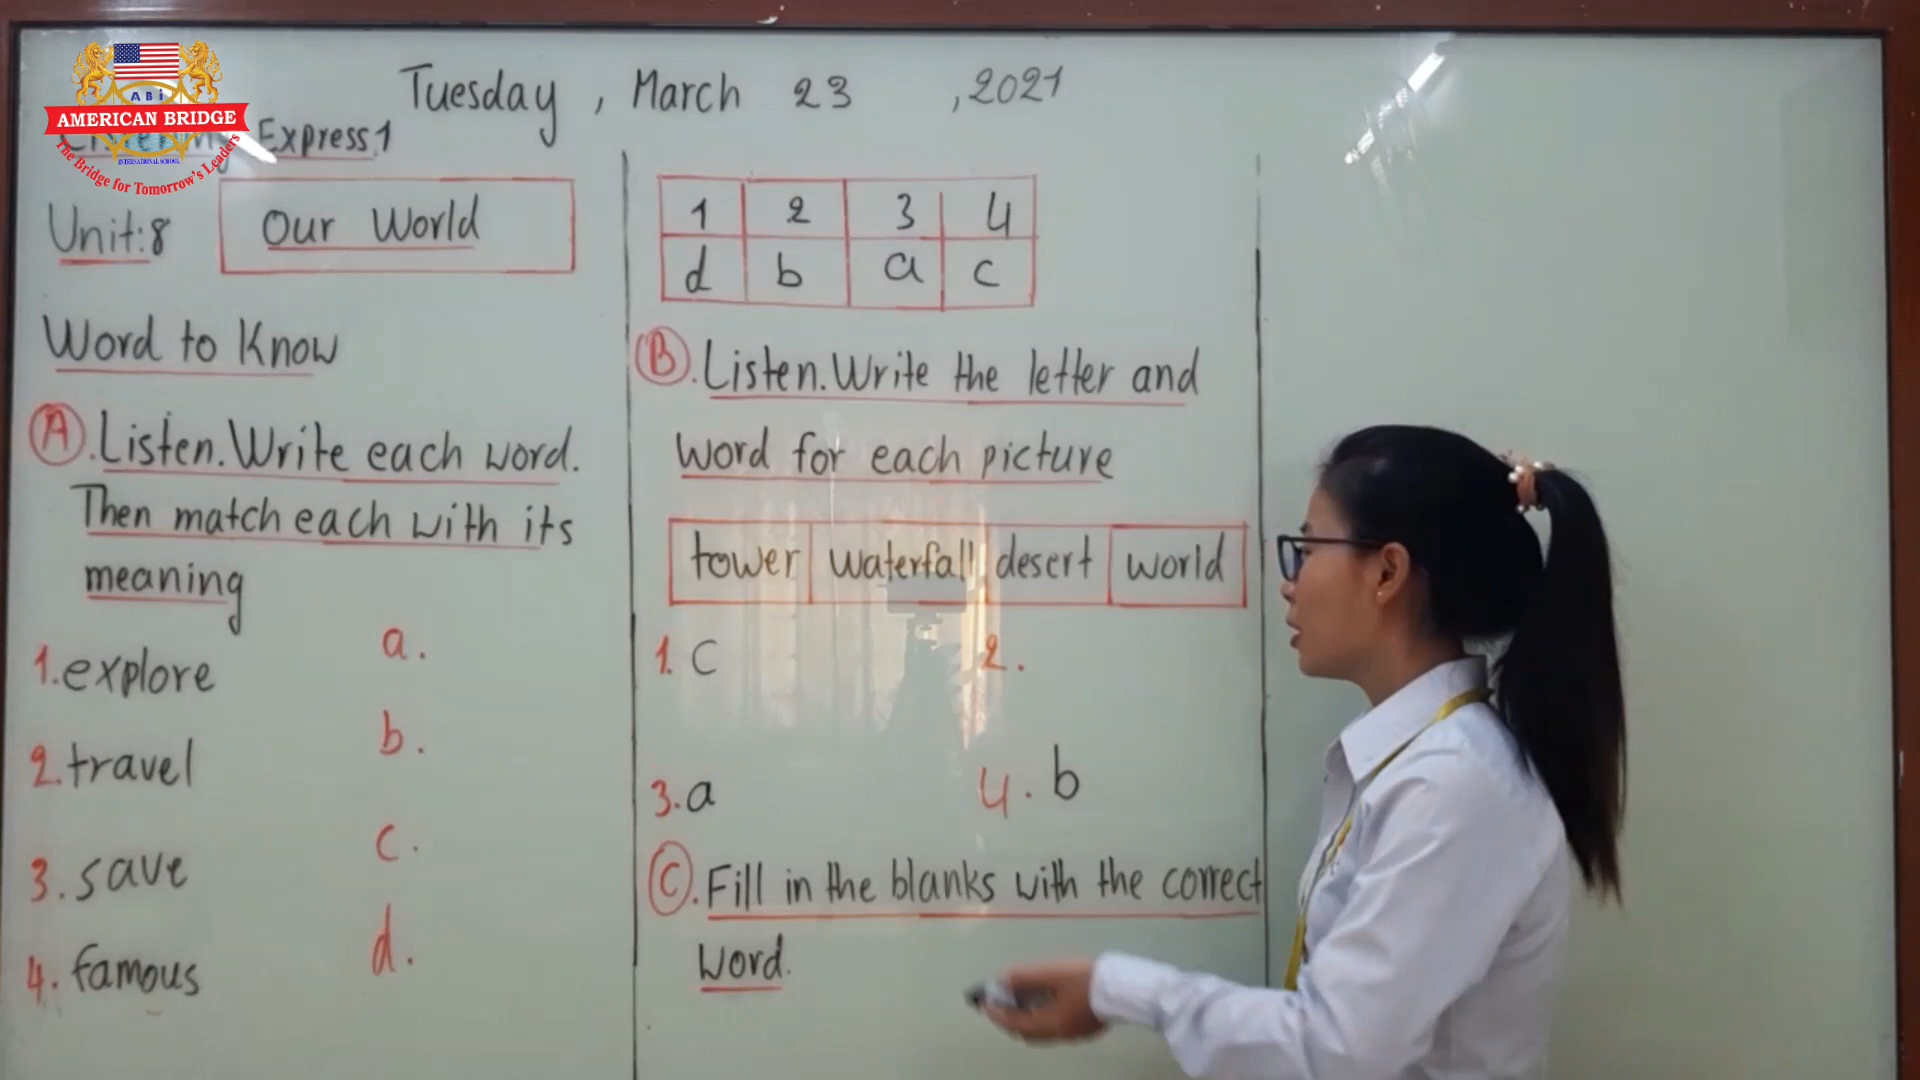 ABi
AMERICAN BRIDGE
INTERNATIONAL SCHOOL
The Bridge for Tomorrow's Leaders
Tuesday, March 23, 2021
Express 1
Unit:8 Our World
Word to Know
A. Listen. Write each word.
Then match each with its
meaning
1. explore a.
2. travel b.
3. save c.
4. famous d.
1 2 3 4
d b a c
B. Listen. Write the letter and
word for each picture
tower waterfall desert world
1. c 2.
3. a 4. b
C. Fill in the blanks with the correct
word.